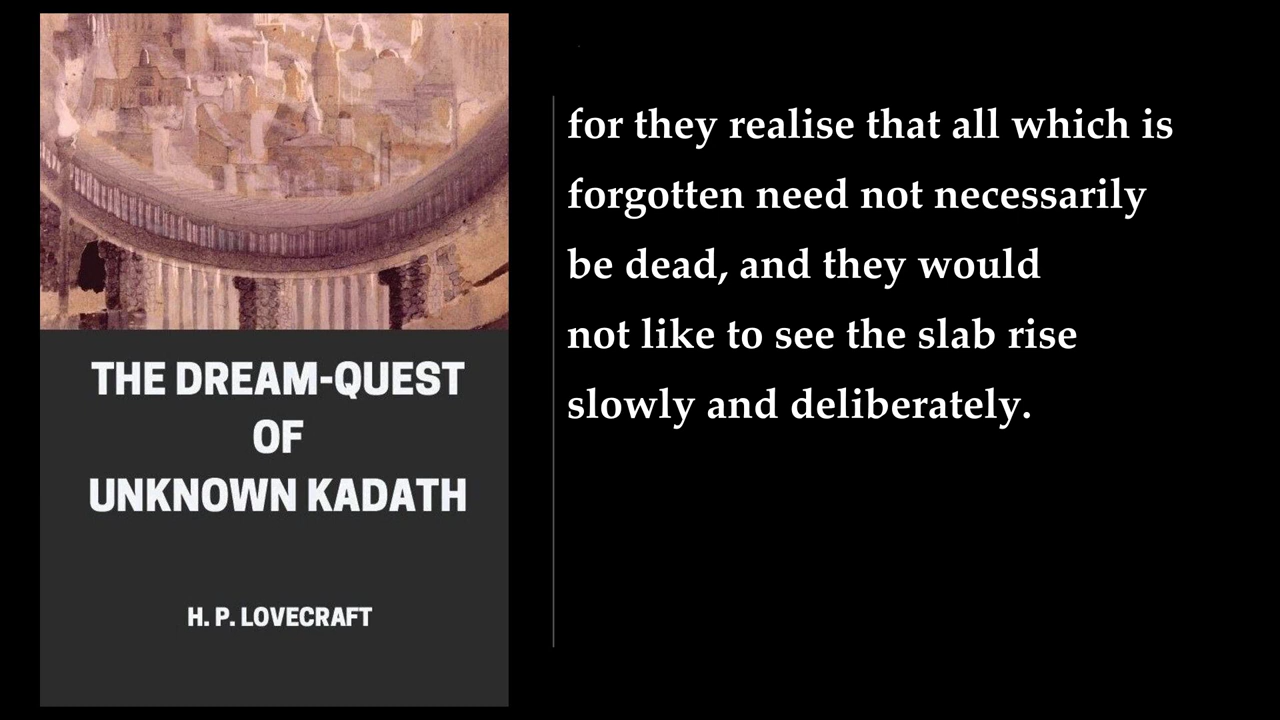 THE DREAM-QUEST
OF
UNKNOWN KADATH
H. P. LOVECRAFT
for they realise that all which is
forgotten need not necessarily
be dead, and they would
not like to see the slab rise
slowly and deliberately.